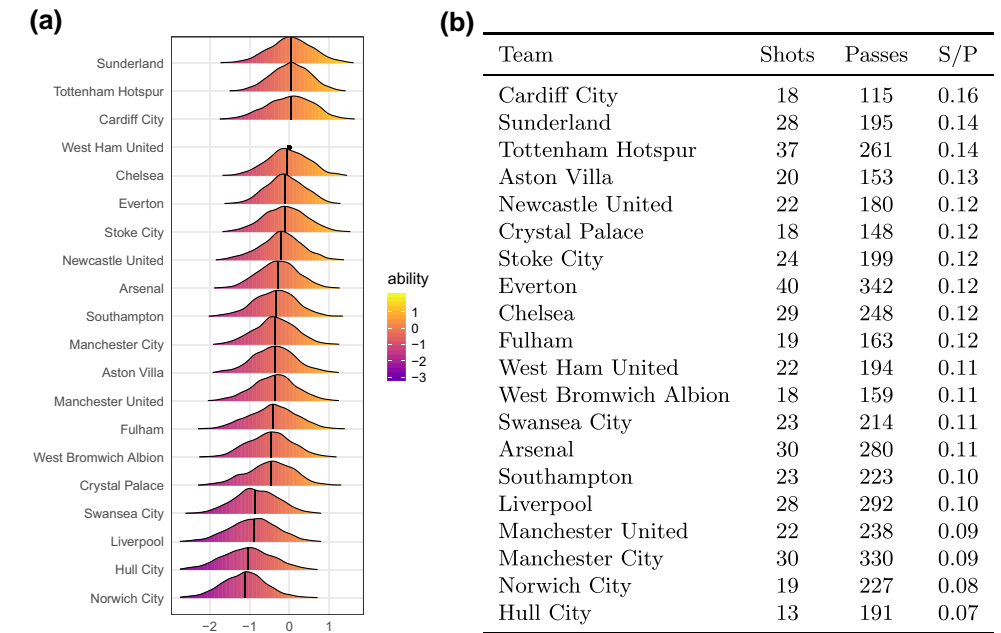 (a)
Sunderland
Tottenham Hotspur
Cardiff City
West Ham United
Chelsea
Everton
Stoke City
Newcastle United
Arsenal
Southampton
Manchester City
Aston Villa
Manchester United
Fulham
West Bromwich Albion
Crystal Palace
Swansea City
Liverpool
Hull City
Norwich City
−2 −1 0 1
ability
1
0
−1
−2
−3
(b)
Team Shots Passes S/P
Cardiff City 18 115 0.16
Sunderland 28 195 0.14
Tottenham Hotspur 37 261 0.14
Aston Villa 20 153 0.13
Newcastle United 22 180 0.12
Crystal Palace 18 148 0.12
Stoke City 24 199 0.12
Everton 40 342 0.12
Chelsea 29 248 0.12
Fulham 19 163 0.12
West Ham United 22 194 0.11
West Bromwich Albion 18 159 0.11
Swansea City 23 214 0.11
Arsenal 30 280 0.11
Southampton 23 223 0.10
Liverpool 28 292 0.10
Manchester United 22 238 0.09
Manchester City 30 330 0.09
Norwich City 19 227 0.08
Hull City 13 191 0.07